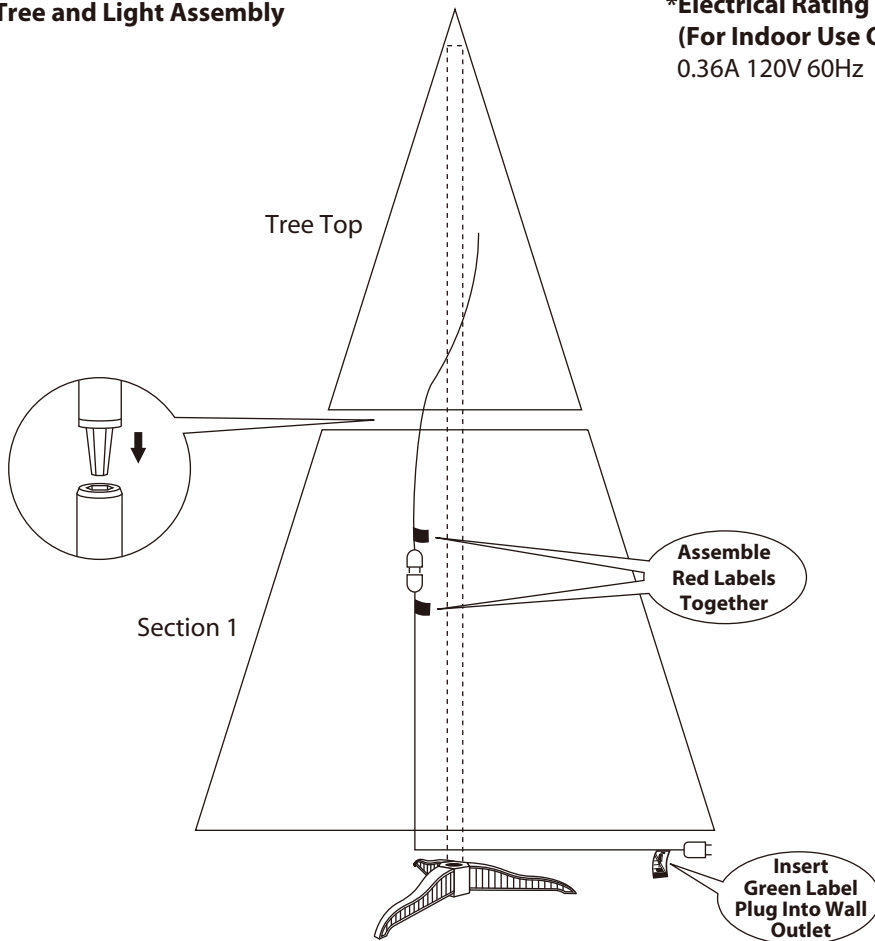 Tree and Light Assembly
*Electrical Rating
(For Indoor Use
0.36A 120V 60Hz
Tree Top
Assemble
Red Labels
Together
Section 1
Insert
Green Label
Plug Into Wall
Outlet